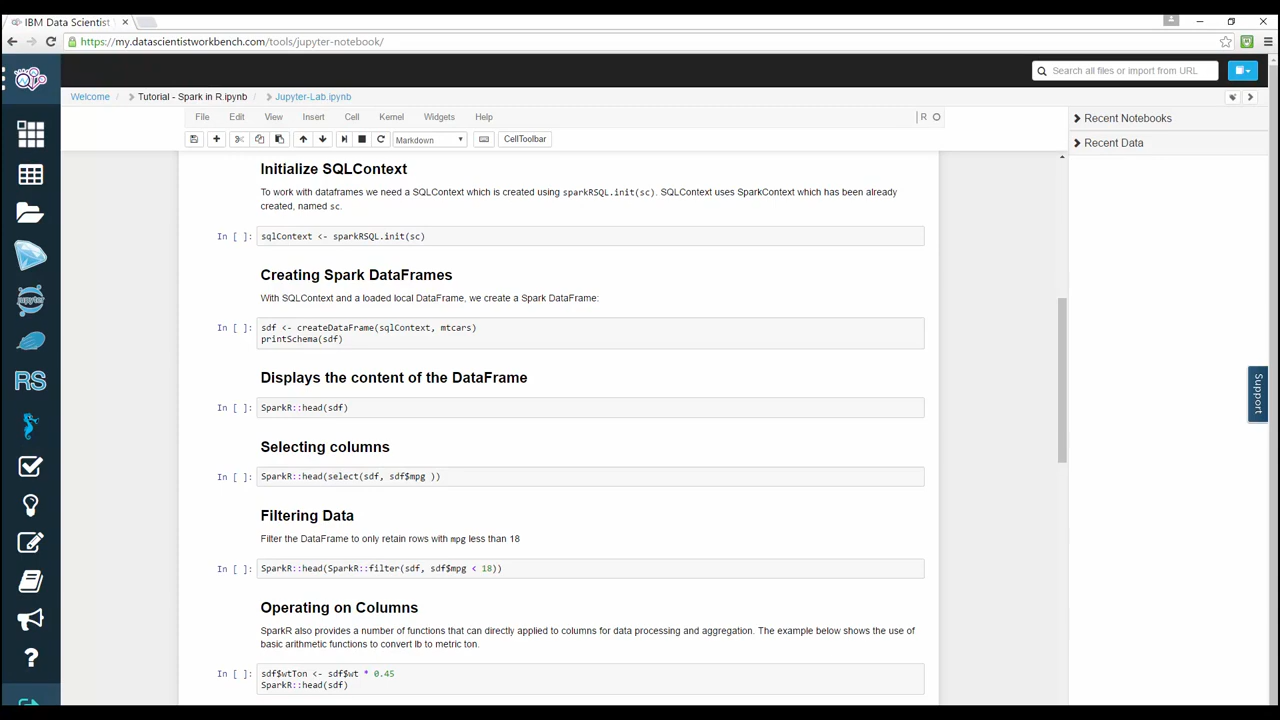 IBM Data Scientist
https://my.datascientistworkbench.com/tools/jupyter-notebook/
Search all files or import from URL
Welcome
Tutorial - Spark in R.ipynb
Jupyter-Lab.ipynb
File Edit View Insert Cell Kernel Widgets Help
R
Markdown
CellToolbar
Recent Notebooks
Recent Data
Initialize SQLContext
To work with dataframes we need a SQLContext which is created using sparkRSQL.init(sc). SQLContext uses SparkContext which has been already
created, named sc.
In [ ]: sqlContext <- sparkRSQL.init(sc)
Creating Spark DataFrames
With SQLContext and a loaded local DataFrame, we create a Spark DataFrame:
In [ ]: sdf <- createDataFrame(sqlContext, mtcars)
printSchema(sdf)
Displays the content of the DataFrame
In [ ]: SparkR::head(sdf)
Selecting columns
In [ ]: SparkR::head(select(sdf, sdf$mpg ))
Filtering Data
Filter the DataFrame to only retain rows with mpg less than 18
In [ ]: SparkR::head(SparkR::filter(sdf, sdf$mpg < 18))
Operating on Columns
SparkR also provides a number of functions that can directly applied to columns for data processing and aggregation. The example below shows the use of
basic arithmetic functions to convert lb to metric ton.
In [ ]: sdf$wtTon <- sdf$wt * 0.45
SparkR::head(sdf)
jupyter
RS
?
Support